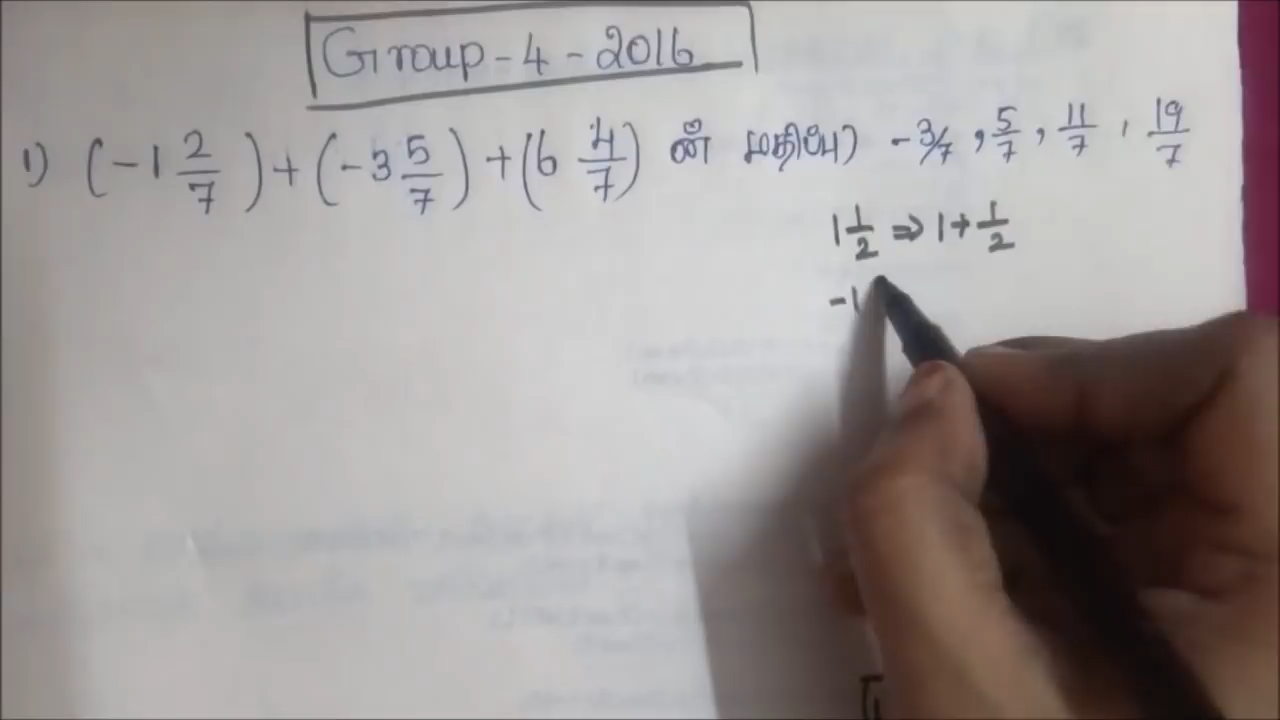 Group - 4 - 2016
1) (-1 2/7) + (-3 5/7) + (6 4/7) ன் மதிப்பு) -3/7, 5/7, 11/7, 19/7
1 1/2 ⇒ 1 + 1/2
-1